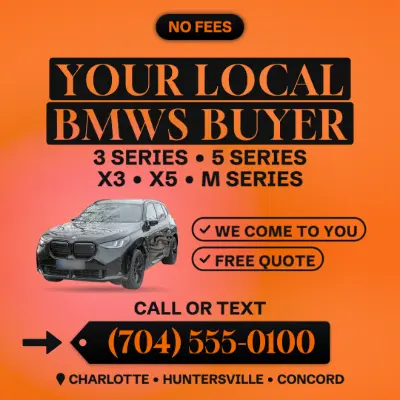 NO FEES
YOUR LOCAL
BMWS BUYER
3 SERIES • 5 SERIES
X3 • X5 • M SERIES
WE COME TO YOU
FREE QUOTE
CALL OR TEXT
(704) 555-0100
CHARLOTTE • HUNTERSVILLE • CONCORD